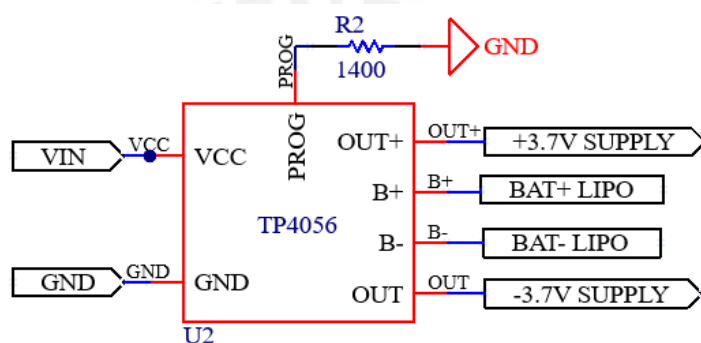 R2
1400
GND
PROG
PROG
VIN
VCC
VCC
OUT+
OUT+
+3.7V SUPPLY
B+
B+
BAT+ LIPO
TP4056
B-
B-
BAT- LIPO
GND
GND
GND
OUT
OUT
-3.7V SUPPLY
U2